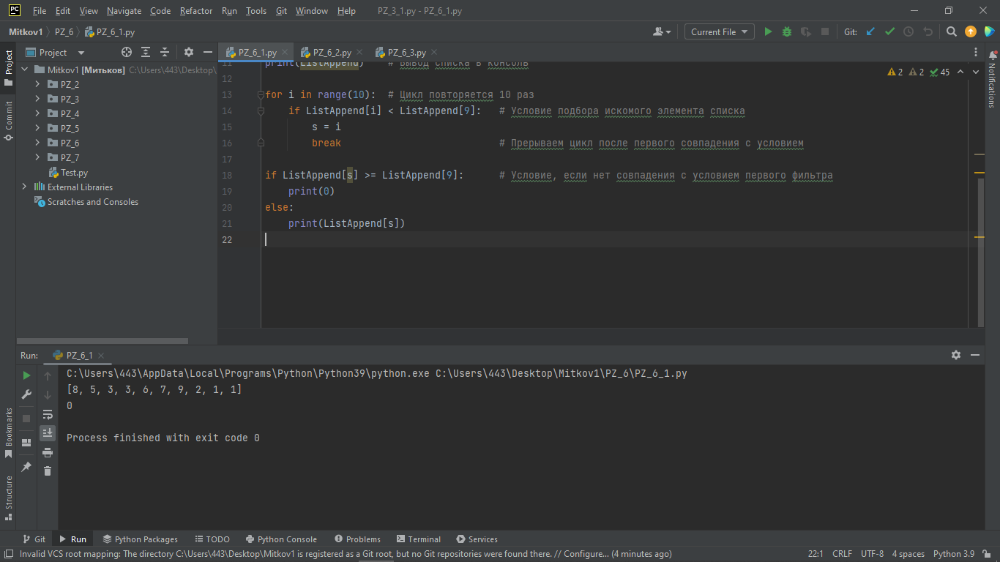 PC File Edit View Navigate Code Refactor Run Tools Git Window Help PZ_3_1.py - PZ_6_1.py
Mitkov1 PZ_6 PZ_6_1.py Current File Git:
Project
Project
PZ_6_1.py PZ_6_2.py PZ_6_3.py
Mitkov1 [Митьков] C:\Users\443\Desktop\
PZ_2
PZ_3
PZ_4
PZ_5
PZ_6
PZ_7
Test.py
External Libraries
Scratches and Consoles
Commit
2 2 45
Notifications
11 print(ListAppend) # Вывод списка в консоль
12
13 for i in range(10): # Цикл повторяется 10 раз
14 if ListAppend[i] < ListAppend[9]: # Условие подбора искомого элемента списка
15 s = i
16 break # Прерываем цикл после первого совпадения с условием
17
18 if ListAppend[s] >= ListAppend[9]: # Условие, если нет совпадения с условием первого фильтра
19 print(0)
20 else:
21 print(ListAppend[s])
22
Run: PZ_6_1
C:\Users\443\AppData\Local\Programs\Python\Python39\python.exe C:\Users\443\Desktop\Mitkov1\PZ_6\PZ_6_1.py
[8, 5, 3, 3, 6, 7, 9, 2, 1, 1]
0
Process finished with exit code 0
Bookmarks
Structure
Git Run Python Packages TODO Python Console Problems Terminal Services
Invalid VCS root mapping: The directory C:\Users\443\Desktop\Mitkov1 is registered as a Git root, but no Git repositories were found there. // Configure... (4 minutes ago) 22:1 CRLF UTF-8 4 spaces Python 3.9